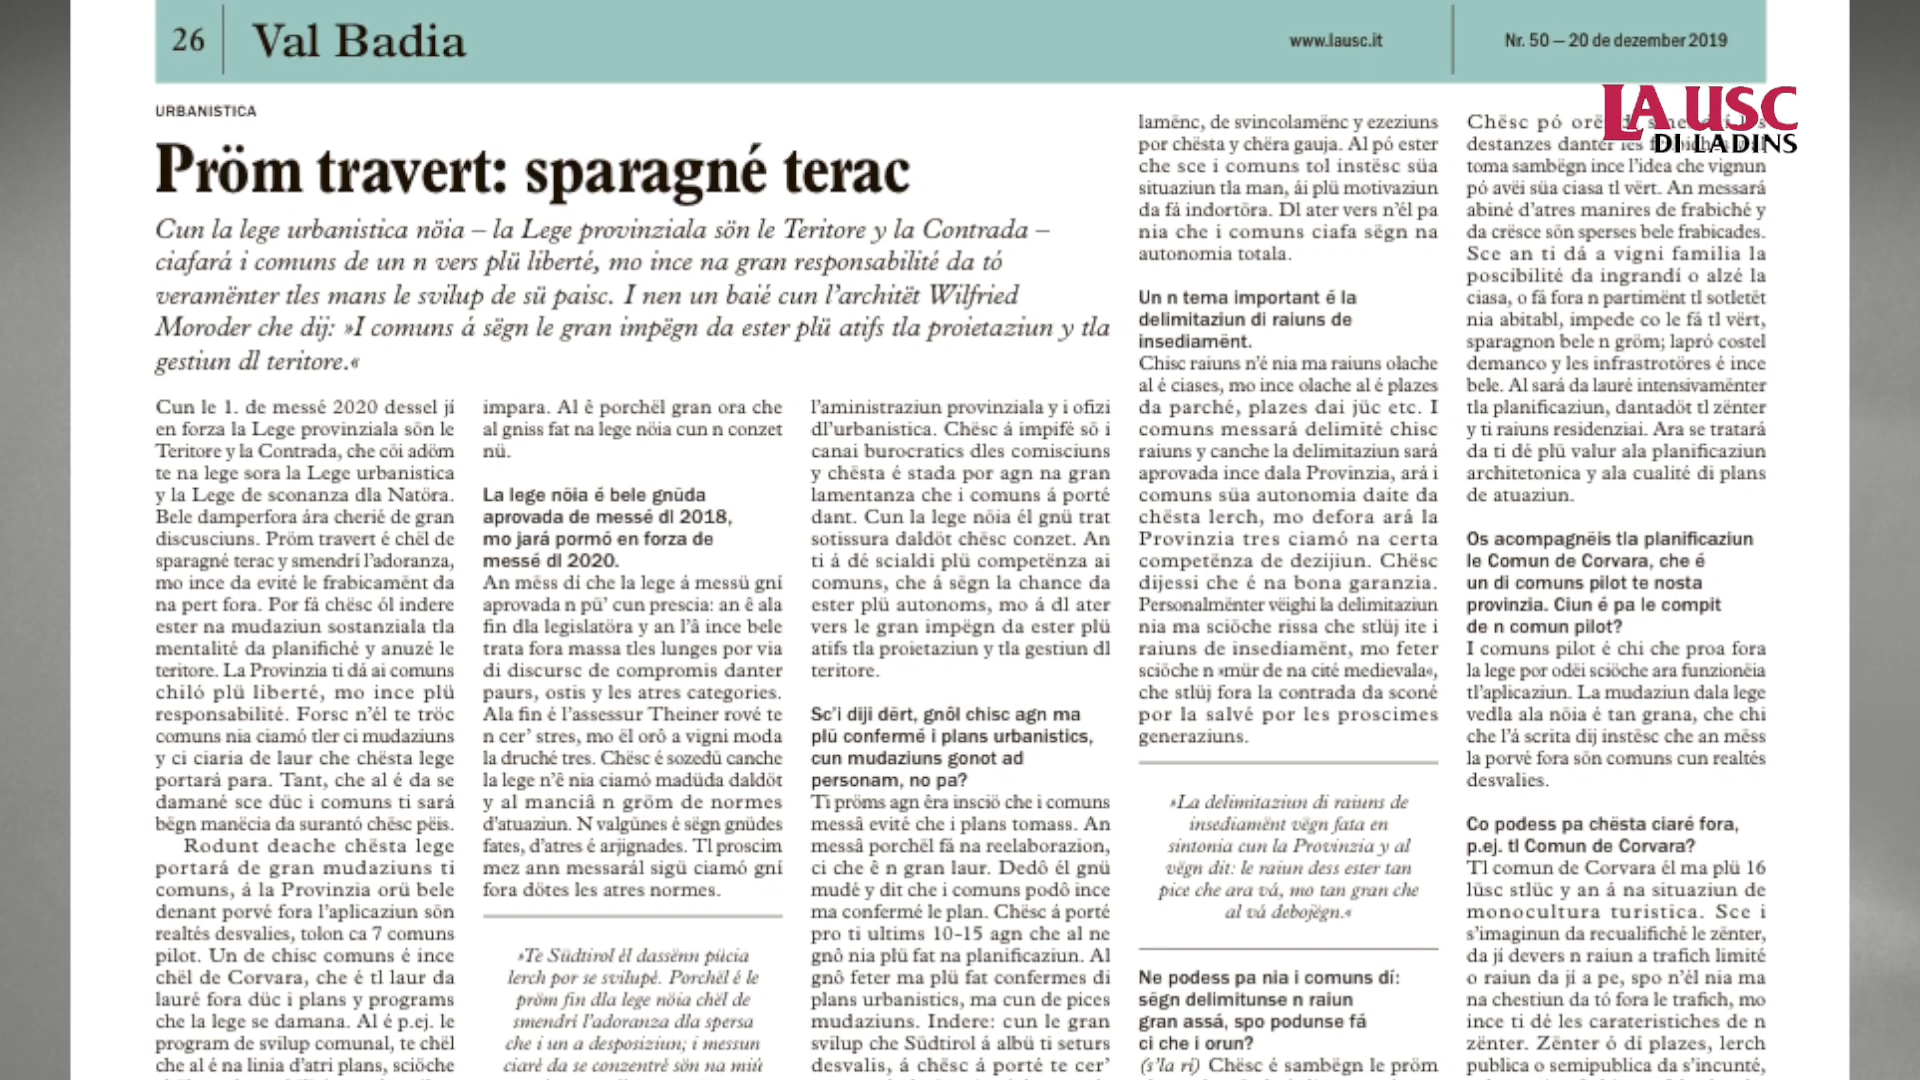 26
Val Badia
www.lausc.it
Nr. 50 – 20 de dezember 2019
LA USC
DI LADINS
URBANISTICA
Pröm travert: sparagné terac
Cun la lege urbanistica nöia – la Lege provinziala sön le Teritore y la Contrada –
ciafará i comuns de un n vers plü liberté, mo ince na gran responsabilité da tó
veramënter tles mans le svilup de sü paisc. I nen un baié cun l'architët Wilfried
Moroder che dij: »I comuns á sëgn le gran impëgn da ester plü atifs tla proietaziun y tla
gestiun dl teritore.«
Cun le 1. de messé 2020 dessel jí
en forza la Lege provinziala sön le
Teritore y la Contrada, che cöi adöm
te na lege sora la Lege urbanistica
y la Lege de sconanza dla Natöra.
Bele damperfora ára cherié de gran
discusciuns. Pröm travert é chël de
sparagné terac y smendrí l'adoranza,
mo ince da evité le frabicamënt da
na pert fora. Por fá chësc ól indere
ester na mudaziun sostanziala tla
mentalité da planifiché y anuzé le
teritore. La Provinzia ti dá ai comuns
chiló plü liberté, mo ince plü
responsabilité. Forsc n'él te tröc
comuns nia ciamó tler ci mudaziuns
y ci ciaria de laur che chësta lege
portará para. Tant, che al é da se
damané sce düc i comuns ti sará
bëgn manëcia da surantó chësc pëis.
Rodunt deache chësta lege
portará de gran mudaziuns ti
comuns, á la Provinzia orü bele
denant porvé fora l'aplicaziun sön
realtés desvalies, tolon ca 7 comuns
pilot. Un de chisc comuns é ince
chël de Corvara, che é tl laur da
lauré fora düc i plans y programs
che la lege se damana. Al é p.ej. le
program de svilup comunal, te chël
che al é na linia d'atri plans, sciöche
impara. Al ê porchël gran ora che
al gniss fat na lege nöia cun n conzet
nü.
La lege nöia é bele gnüda
aprovada de messé dl 2018,
mo jará pormó en forza de
messé dl 2020.
An mëss dí che la lege á messü gní
aprovada n pü' cun prescia: an ê ala
fin dla legislatöra y an l'â ince bele
trata fora massa tles lunges por via
di discursc de compromis danter
paurs, ostis y les atres categories.
Ala fin é l'assessur Theiner rové te
n cer' stres, mo ël orô a vigni moda
la druché tres. Chësc é sozedü canche
la lege n'ê nia ciamó madüda daldöt
y al manciâ n gröm de normes
d'atuaziun. N valgünes é sëgn gnüdes
fates, d'atres é arjignades. Tl proscim
mez ann messarál sigü ciamó gní
fora dötes les atres normes.
»Te Südtirol él dassënn püćia
lerch por se svilupé. Porchël é le
pröm fin dla lege nöia chël de
smendrí l'adoranza dla spersa
che i un a desposiziun; i messun
ciaré da se conzentré sön na miú
l'aministraziun provinziala y i ofizi
dl'urbanistica. Chësc á impifé sö i
canai burocratics dles comisciuns
y chësta é stada por agn na gran
lamentanza che i comuns á porté
dant. Cun la lege nöia él gnü trat
sotissura daldöt chësc conzet. An
ti á dé scialdi plü competënza ai
comuns, che á sëgn la chance da
ester plü autonoms, mo á dl ater
vers le gran impëgn da ester plü
atifs tla proietaziun y tla gestiun dl
teritore.
Sc'i diji dërt, gnôl chisc agn ma
plü confermé i plans urbanistics,
cun mudaziuns gonot ad
personam, no pa?
Ti pröms agn êra insciö che i comuns
messâ evité che i plans tomass. An
messâ porchël fá na reelaborazion,
ci che ê n gran laur. Dedô él gnü
mudé y dit che i comuns podô ince
ma confermé le plan. Chësc á porté
pro ti ultims 10-15 agn che al ne
gnô nia plü fat na planificaziun. Al
gnô feter ma plü fat confermes di
plans urbanistics, ma cun de pices
mudaziuns. Indere: cun le gran
svilup che Südtirol á albü ti seturs
desvalis, á chësc á porté te cer'
lamënc, de svincolamënc y ezeziuns
por chësta y chëra gauja. Al pó ester
che sce i comuns tol instësc süa
situaziun tla man, ái plü motivaziun
da fá indortöra. Dl ater vers n'él pa
nia che i comuns ciafa sëgn na
autonomia totala.
Un n tema important é la
delimitaziun di raiuns de
insediamënt.
Chisc raiuns n'é nia ma raiuns olache
al é ciases, mo ince olache al é plazes
da parché, plazes dai jüc etc. I
comuns messará delimité chisc
raiuns y canche la delimitaziun sará
aprovada ince dala Provinzia, ará i
comuns süa autonomia daite da
chësta lerch, mo defora ará la
Provinzia tres ciamó na certa
competënza de dezijiun. Chësc
dijessi che é na bona garanzia.
Personalmënter vëighi la delimitaziun
nia ma sciöche rissa che stlüj ite i
raiuns de insediamënt, mo feter
sciöche n »mür de na cité medievala«,
che stlüj fora la contrada da sconé
por la salvé por les proscimes
generaziuns.
»La delimitaziun di raiuns de
insediamënt vëgn fata en
sintonia cun la Provinzia y al
vëgn dit: le raiun dess ester tan
pice che ara vá, mo tan gran che
al vá debojëgn.«
Ne podess pa nia i comuns dí:
sëgn delimitunse n raiun
gran assá, spo podunse fá
ci che i orun?
(s'la rí) Chësc é sambëgn le pröm
Chësc pó orëi
destanzes danter les
toma sambëgn ince l'idea che vignun
pó avëi süa ciasa tl vërt. An messará
abiné d'atres manires de frabiché y
da crësce sön sperses bele frabicades.
Sce an ti dá a vigni familia la
poscibilité da ingrandí o alzé la
ciasa, o fá fora n partimënt tl sotletët
nia abitabl, impede co le fá tl vërt,
sparagnon bele n gröm; lapró costel
demanco y les infrastrotöres é ince
bele. Al sará da lauré intensivamënter
tla planificaziun, dantadöt tl zënter
y ti raiuns residenziai. Ara se tratará
da ti dé plü valur ala planificaziun
architetonica y ala cualité di plans
de atuaziun.
Os acompagnëis tla planificaziun
le Comun de Corvara, che é
un di comuns pilot te nosta
provinzia. Ciun é pa le compit
de n comun pilot?
I comuns pilot é chi che proa fora
la lege por odëi sciöche ara funzionëia
tl'aplicaziun. La mudaziun dala lege
vedla ala nöia é tan grana, che chi
che l'á scrita dij instësc che an mëss
la porvé fora sön comuns cun realtés
desvalies.
Co podess pa chësta ciaré fora,
p.ej. tl Comun de Corvara?
Tl comun de Corvara él ma plü 16
lüsc stlüc y an á na situaziun de
monocultura turistica. Sce i
s'imaginun da recualifiché le zënter,
da jí devers n raiun a trafich limité
o raiun da jí a pe, spo n'él nia ma
na chestiun da tó fora le trafich, mo
ince ti dé les carateristiches de n
zënter. Zënter ó dí plazes, lerch
publica o semipublica da s'incunté,